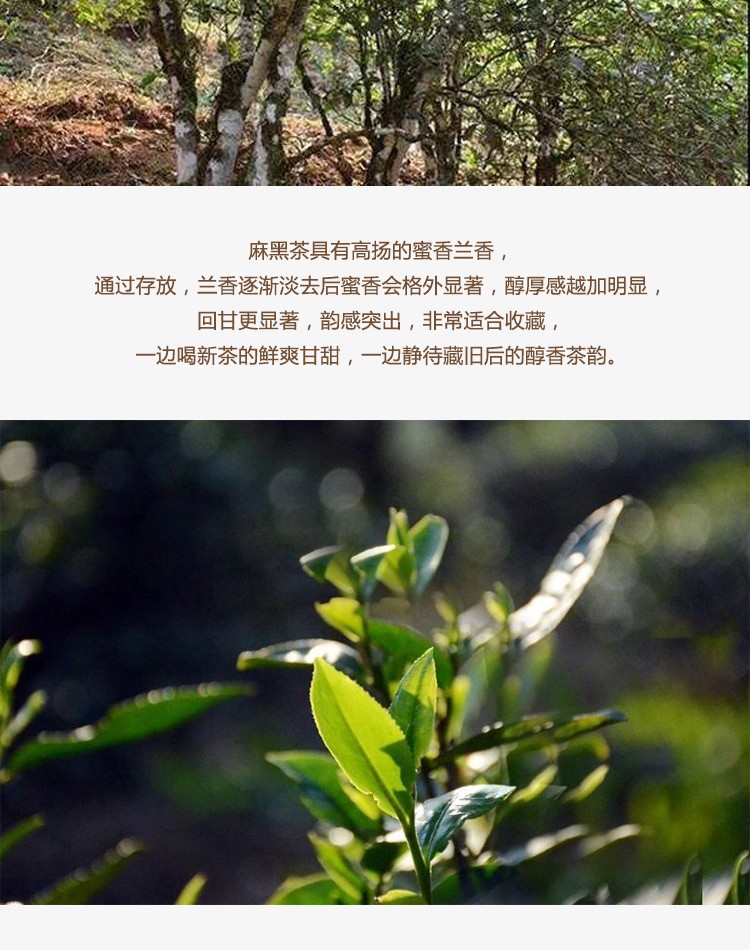 麻黑茶具有高扬的蜜香兰香，
通过存放，兰香逐渐淡去后蜜香会格外显著，醇厚感越加明显，
回甘更显著，韵感突出，非常适合收藏，
一边喝新茶的鲜爽甘甜，一边静待藏旧后的醇香茶韵。